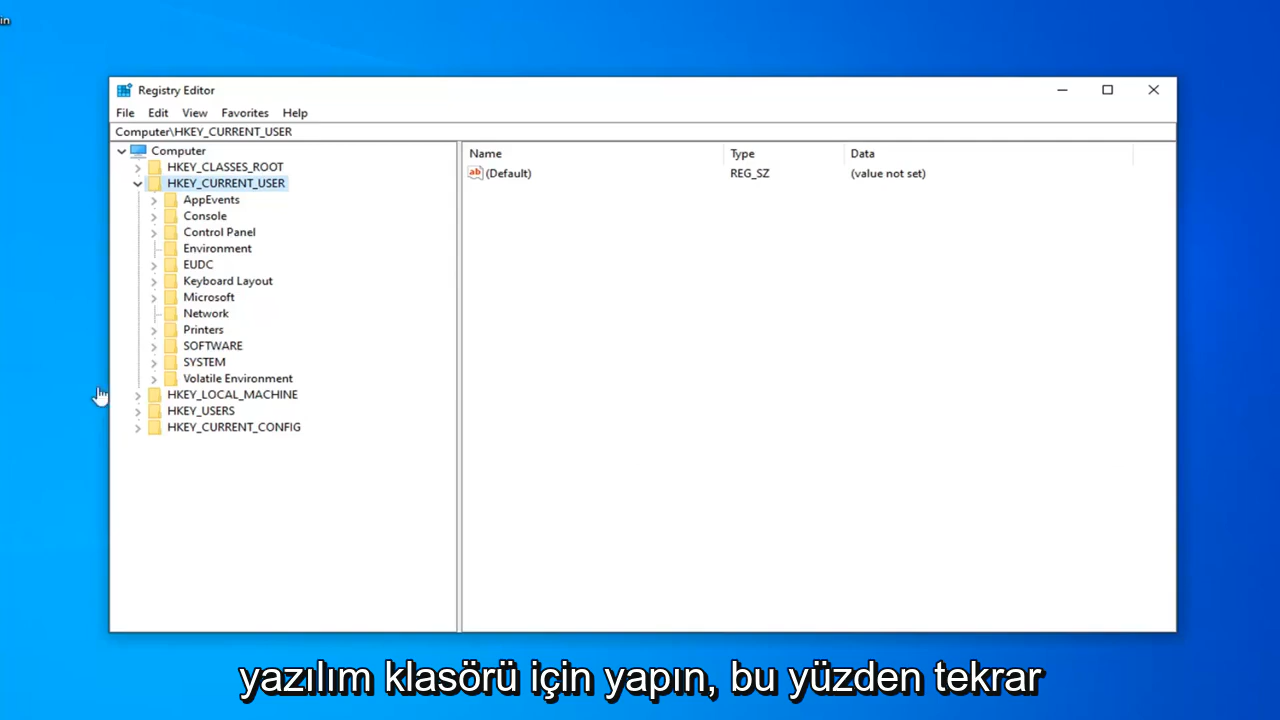 in
Registry Editor
File Edit View Favorites Help
Computer\HKEY_CURRENT_USER
Computer
HKEY_CLASSES_ROOT
HKEY_CURRENT_USER
AppEvents
Console
Control Panel
Environment
EUDC
Keyboard Layout
Microsoft
Network
Printers
SOFTWARE
SYSTEM
Volatile Environment
HKEY_LOCAL_MACHINE
HKEY_USERS
HKEY_CURRENT_CONFIG
Name Type Data
ab (Default) REG_SZ (value not set)
yazılım klasörü için yapın, bu yüzden tekrar